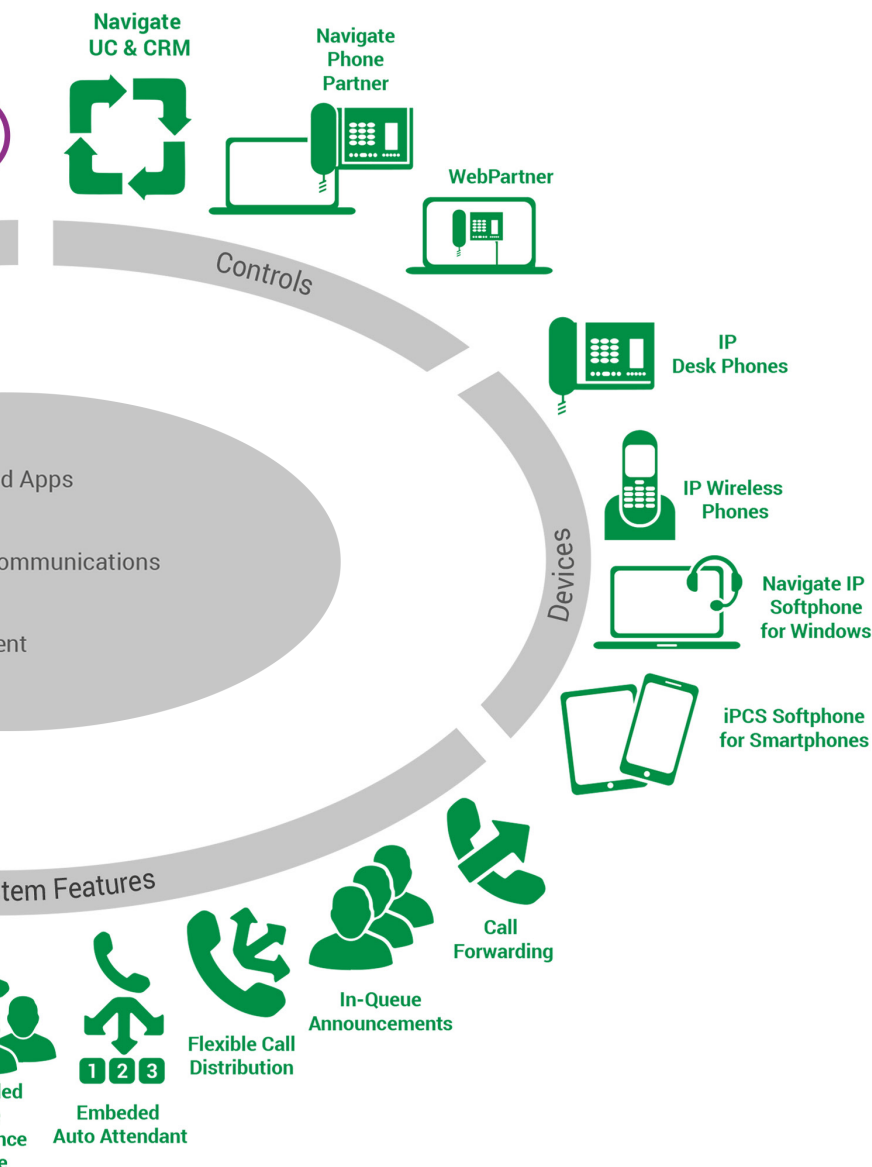 Navigate
UC & CRM
Navigate
Phone
Partner
WebPartner
Controls
IP
Desk Phones
d Apps
IP Wireless
Phones
ommunications
Devices
Navigate IP
Softphone
for Windows
ent
iPCS Softphone
for Smartphones
tem Features
Call
Forwarding
In-Queue
Announcements
Flexible Call
Distribution
1 2 3
Embeded
Auto Attendant
led
nce
e